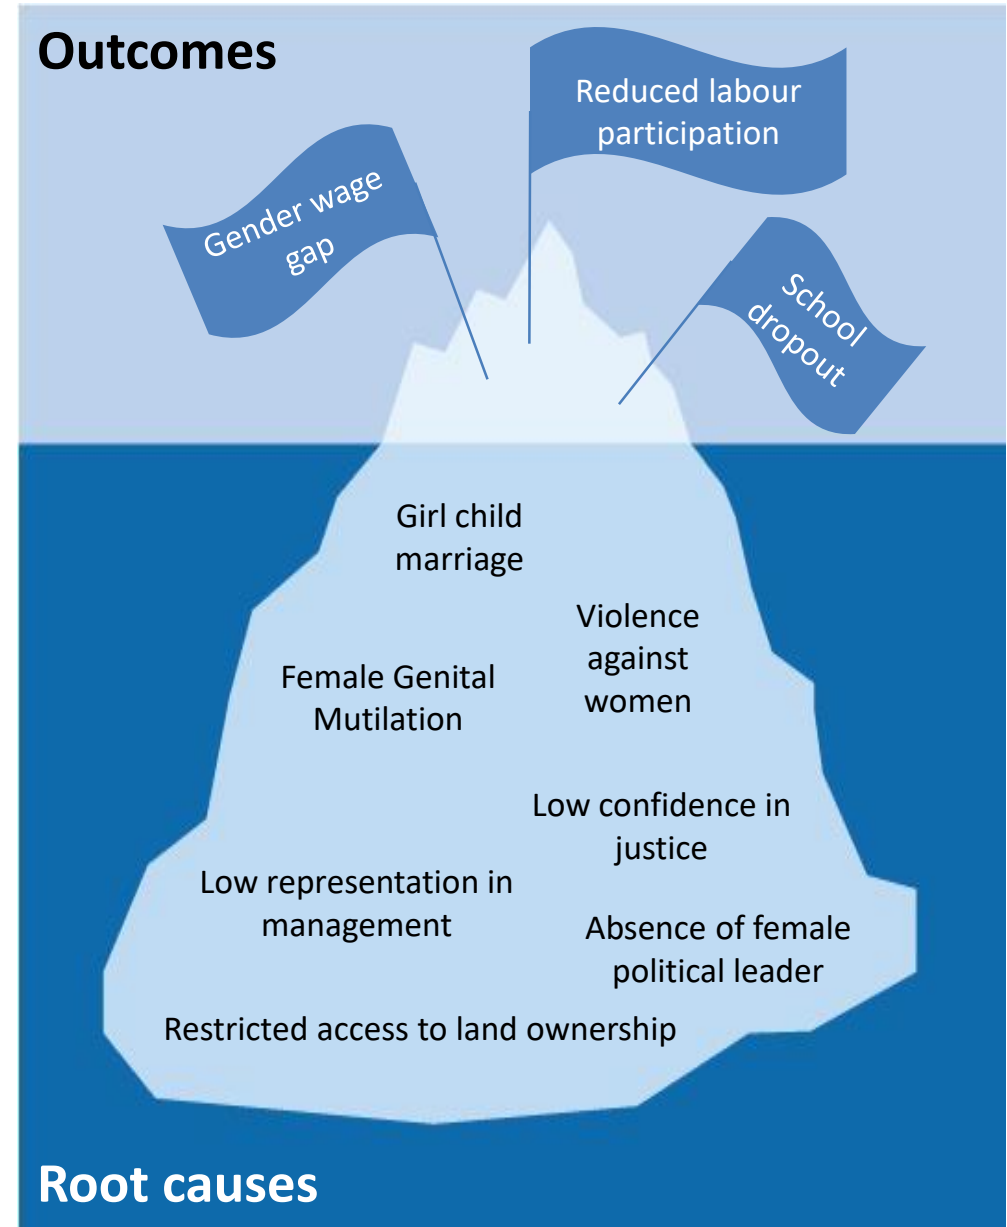 Outcomes
Reduced labour
participation
Gender wage
gap
School
dropout
Girl child
marriage
Violence
against
women
Female Genital
Mutilation
Low confidence in
justice
Low representation in
management
Absence of female
political leader
Restricted access to land ownership
Root causes